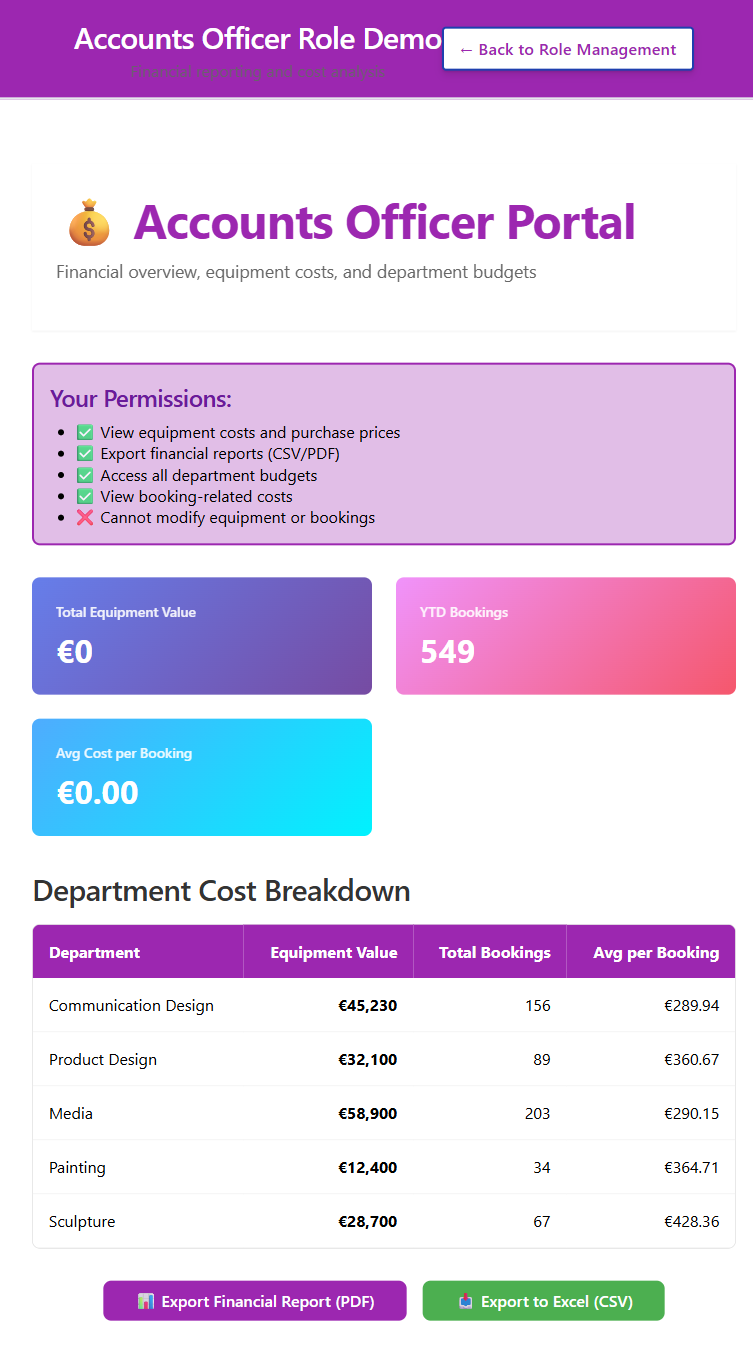 Accounts Officer Role Demo
← Back to Role Management
Financial reporting and cost analysis
Accounts Officer Portal
Financial overview, equipment costs, and department budgets
Your Permissions:
✅ View equipment costs and purchase prices
✅ Export financial reports (CSV/PDF)
✅ Access all department budgets
✅ View booking-related costs
❌ Cannot modify equipment or bookings
Total Equipment Value
€0
YTD Bookings
549
Avg Cost per Booking
€0.00
Department Cost Breakdown
Department Equipment Value Total Bookings Avg per Booking
Communication Design €45,230 156 €289.94
Product Design €32,100 89 €360.67
Media €58,900 203 €290.15
Painting €12,400 34 €364.71
Sculpture €28,700 67 €428.36
Export Financial Report (PDF) Export to Excel (CSV)